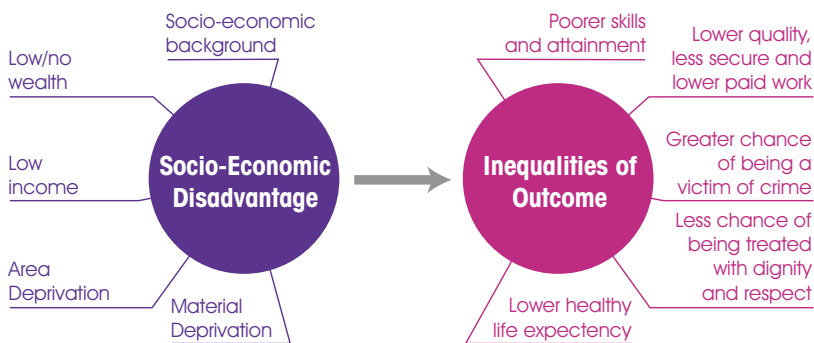 Socio-economic
background
Low/no
wealth
Low
income
Area
Deprivation
Material
Deprivation
Socio-Economic
Disadvantage
Inequalities of
Outcome
Poorer skills
and attainment
Lower quality,
less secure and
lower paid work
Greater chance
of being a
victim of crime
Less chance of
being treated
with dignity
and respect
Lower healthy
life expectency